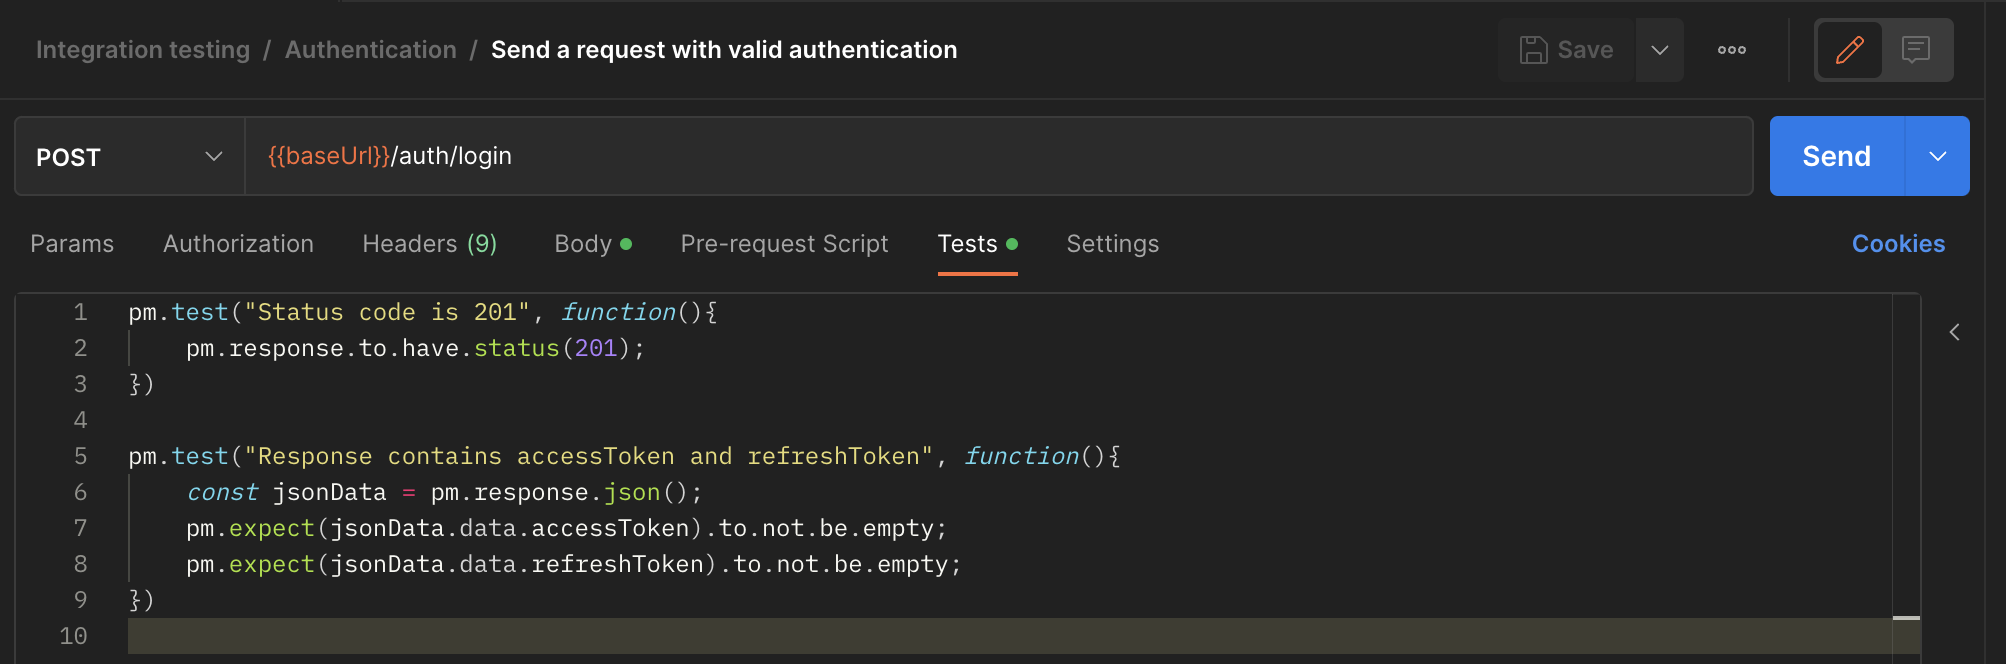 Integration testing / Authentication / Send a request with valid authentication
Save
POST
{{baseUrl}}/auth/login
Send
Params Authorization Headers (9) Body Pre-request Script Tests Settings Cookies
1 pm.test("Status code is 201", function(){
2 pm.response.to.have.status(201);
3 })
4
5 pm.test("Response contains accessToken and refreshToken", function(){
6 const jsonData = pm.response.json();
7 pm.expect(jsonData.data.accessToken).to.not.be.empty;
8 pm.expect(jsonData.data.refreshToken).to.not.be.empty;
9 })
10